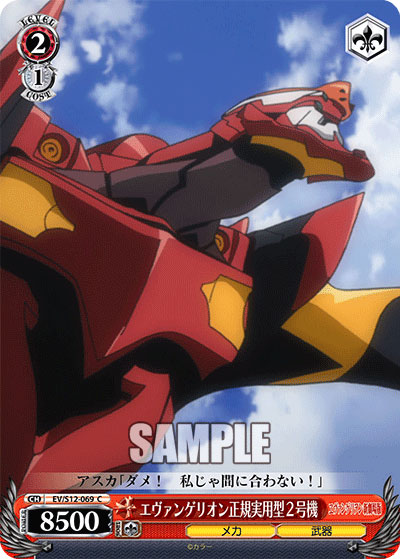 LEVEL
2
1
COST
SAMPLE
アスカ「ダメ! 私じゃ間に合わない!」
CH EV/S12-069 C
エヴァンゲリオン正規実用型2号機
POWER
8500
メカ 武器
©カラー